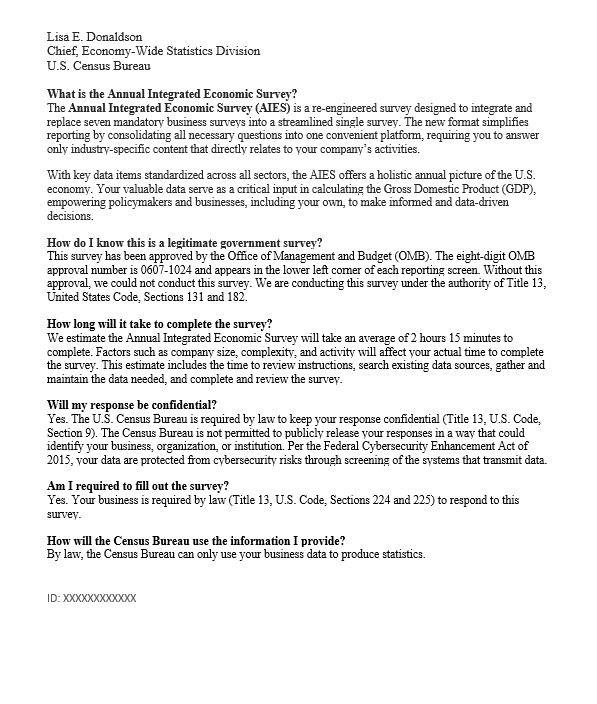 Lisa E. Donaldson
Chief, Economy-Wide Statistics Division
U.S. Census Bureau
What is the Annual Integrated Economic Survey?
The Annual Integrated Economic Survey (AIES) is a re-engineered survey designed to integrate and
replace seven mandatory business surveys into a streamlined single survey. The new format simplifies
reporting by consolidating all necessary questions into one convenient platform, requiring you to answer
only industry-specific content that directly relates to your company’s activities.
With key data items standardized across all sectors, the AIES offers a holistic annual picture of the U.S.
economy. Your valuable data serve as a critical input in calculating the Gross Domestic Product (GDP),
empowering policymakers and businesses, including your own, to make informed and data-driven
decisions.
How do I know this is a legitimate government survey?
This survey has been approved by the Office of Management and Budget (OMB). The eight-digit OMB
approval number is 0607-1024 and appears in the lower left corner of each reporting screen. Without this
approval, we could not conduct this survey. We are conducting this survey under the authority of Title 13,
United States Code, Sections 131 and 182.
How long will it take to complete the survey?
We estimate the Annual Integrated Economic Survey will take an average of 2 hours 15 minutes to
complete. Factors such as company size, complexity, and activity will affect your actual time to complete
the survey. This estimate includes the time to review instructions, search existing data sources, gather and
maintain the data needed, and complete and review the survey.
Will my response be confidential?
Yes. The U.S. Census Bureau is required by law to keep your response confidential (Title 13, U.S. Code,
Section 9). The Census Bureau is not permitted to publicly release your responses in a way that could
identify your business, organization, or institution. Per the Federal Cybersecurity Enhancement Act of
2015, your data are protected from cybersecurity risks through screening of the systems that transmit data.
Am I required to fill out the survey?
Yes. Your business is required by law (Title 13, U.S. Code, Sections 224 and 225) to respond to this
survey.
How will the Census Bureau use the information I provide?
By law, the Census Bureau can only use your business data to produce statistics.
ID: XXXXXXXXXXXX